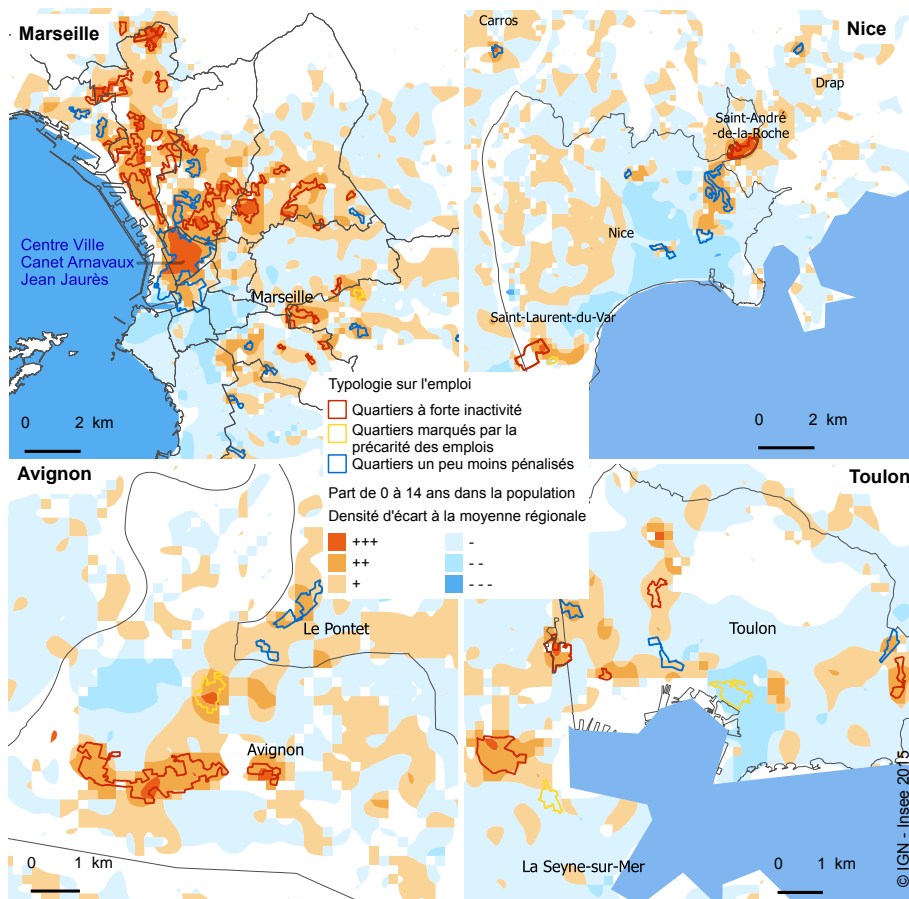 Marseille
Centre Ville
Canet Arnavaux
Jean Jaurès
Marseille
0 2 km
Carros
Nice
Drap
Saint-André
-de-la-Roche
Nice
Saint-Laurent-du-Var
0 2 km
Typologie sur l'emploi
Quartiers à forte inactivité
Quartiers marqués par la
précarité des emplois
Quartiers un peu moins pénalisés
Part de 0 à 14 ans dans la population
Densité d'écart à la moyenne régionale
+++ -
++ - -
+ - - -
Avignon
Le Pontet
Avignon
0 1 km
Toulon
Toulon
La Seyne-sur-Mer
0 1 km
© IGN - Insee 2015